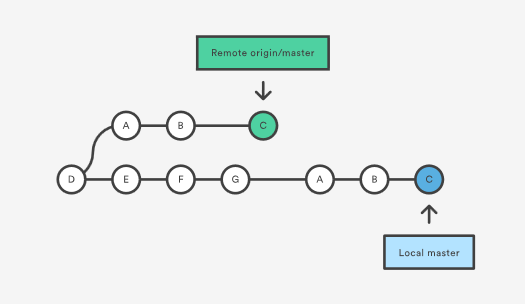 Remote origin/master
A B C
D E F G A B C
Local master